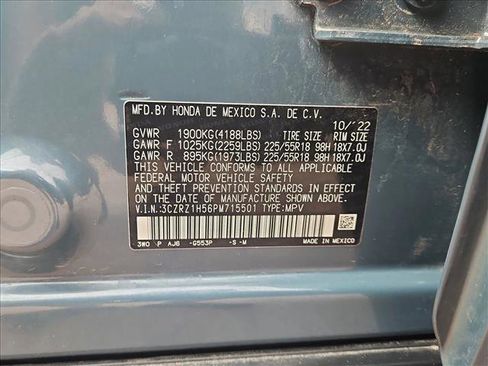 MFD.BY HONDA DE MEXICO S.A. DE C.V.
10/'22
GVWR 1900KG(4188LBS) TIRE SIZE RIM SIZE
GAWR F 1025KG(2259LBS) 225/55R18 98H 18X7.0J
GAWR R 895KG(1973LBS) 225/55R18 98H 18X7.0J
THIS VEHICLE CONFORMS TO ALL APPLICABLE
FEDERAL MOTOR VEHICLE SAFETY
AND THEFT PREVENTION STANDARDS IN EFFECT
ON THE DATE OF MANUFACTURE SHOWN ABOVE.
V.I.N.:3CZRZ1H56PM715501 TYPE:MPV
3W0 P AJ6 -G553P -S -M
MADE IN MEXICO